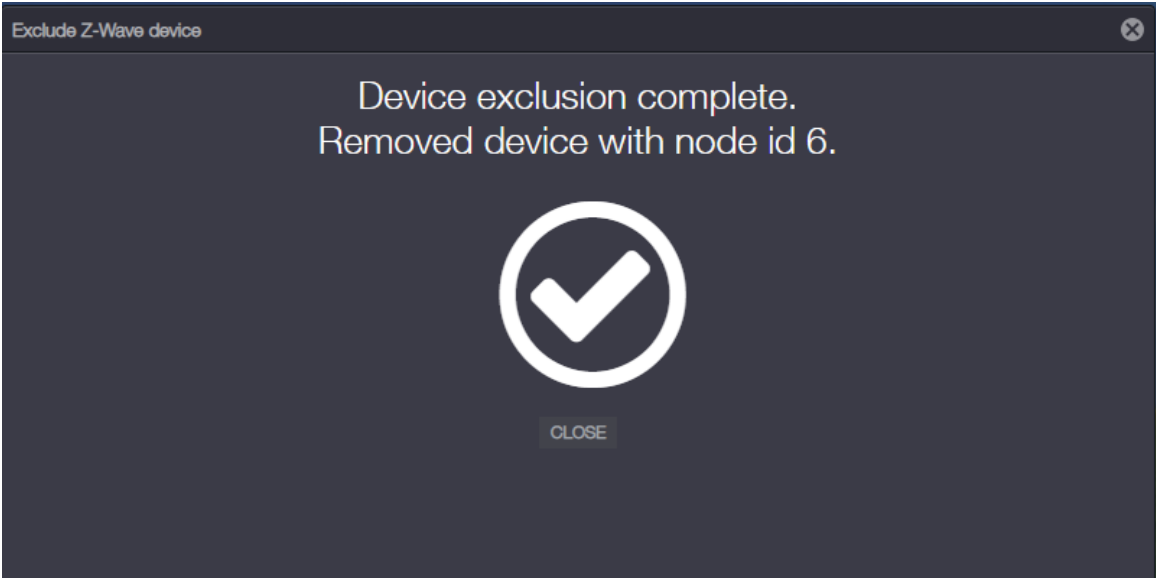 Exclude Z-Wave device
Device exclusion complete.
Removed device with node id 6.
CLOSE